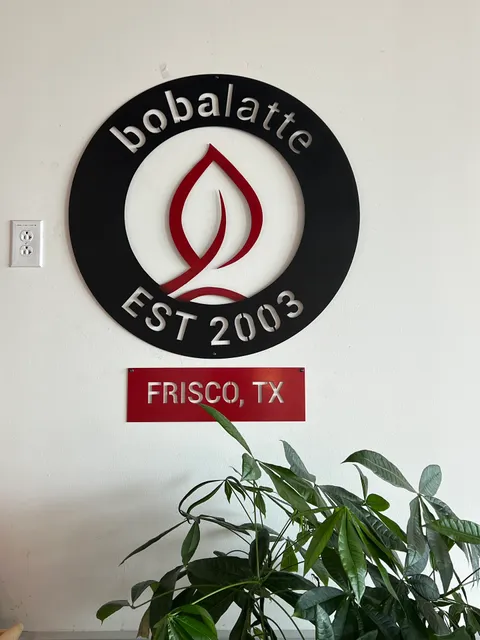 bobalatte
EST 2003
FRISCO, TX